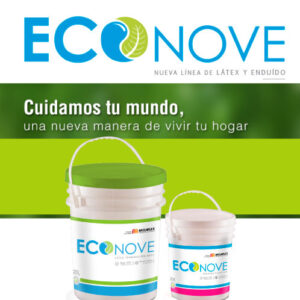 ECONOVE
NUEVA LÍNEA DE LÁTEX Y ENDUÍDO
Cuidamos tu mundo,
una nueva manera de vivir tu hogar
ECONOVE
ECONOVE